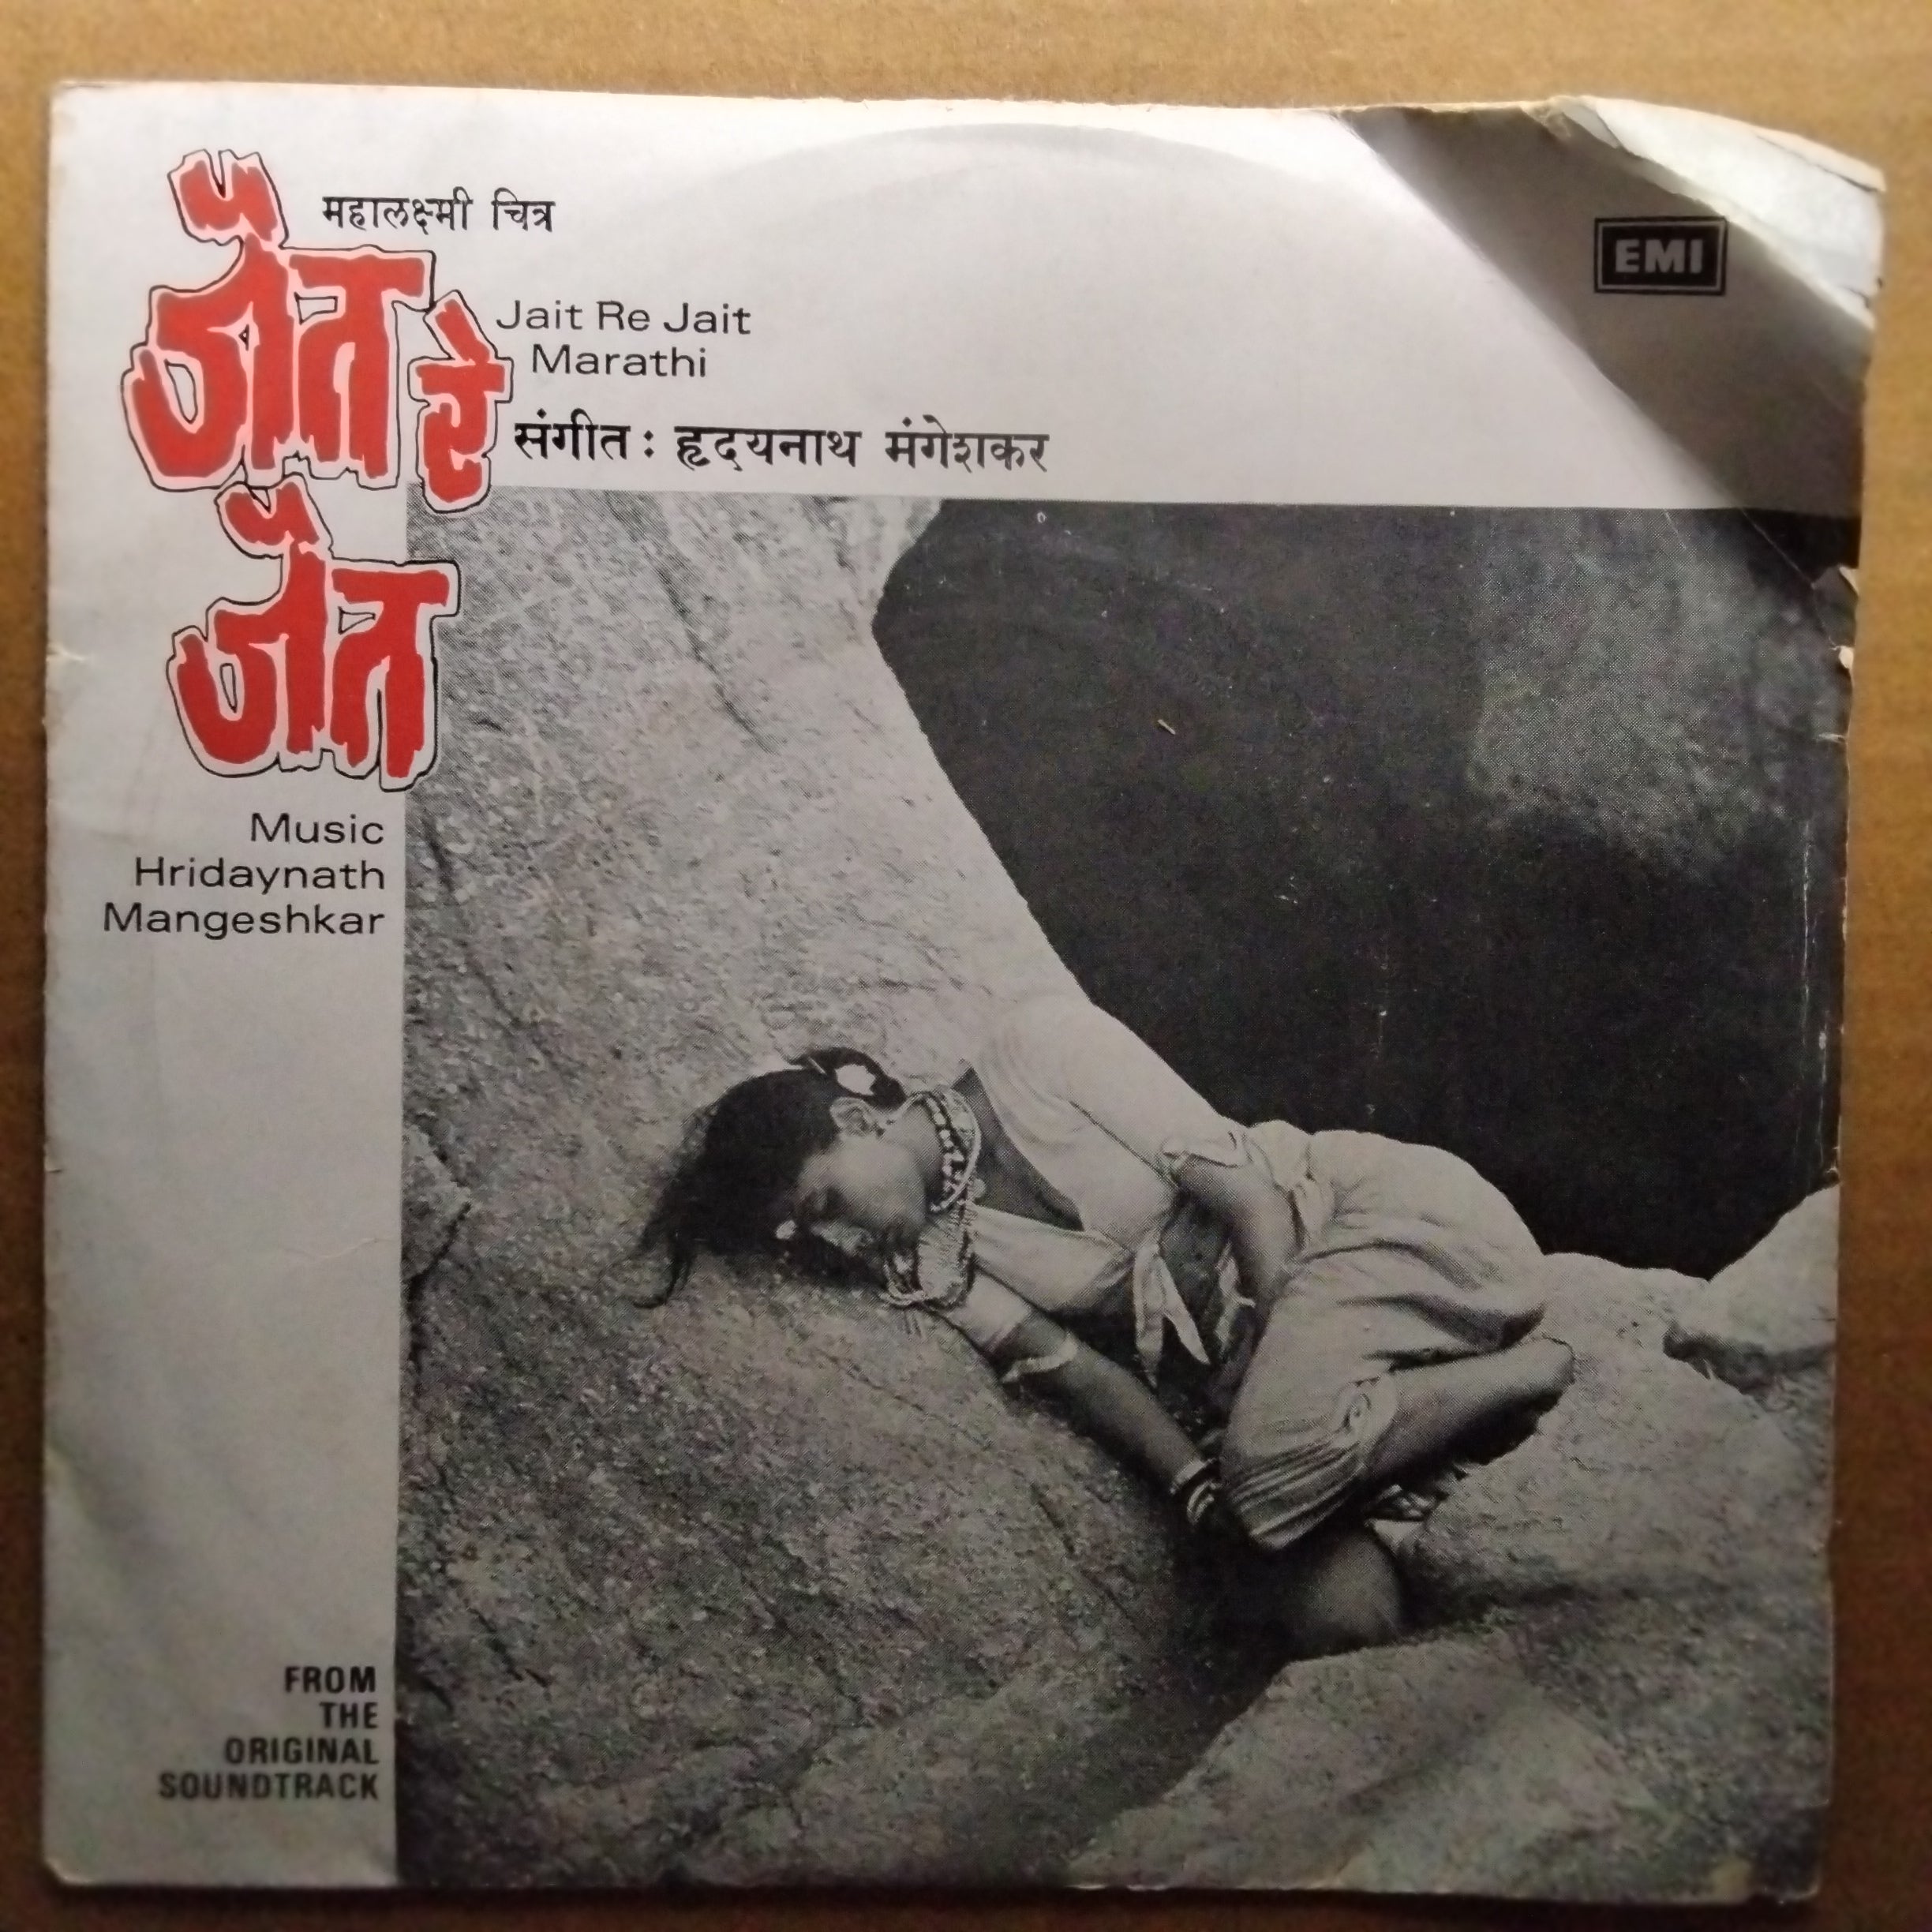 महालक्ष्मी चित्र
EMI
जैत रे
जैत
Jait Re Jait
Marathi
संगीत : हृदयनाथ मंगेशकर
Music
Hridaynath
Mangeshkar
FROM
THE
ORIGINAL
SOUNDTRACK